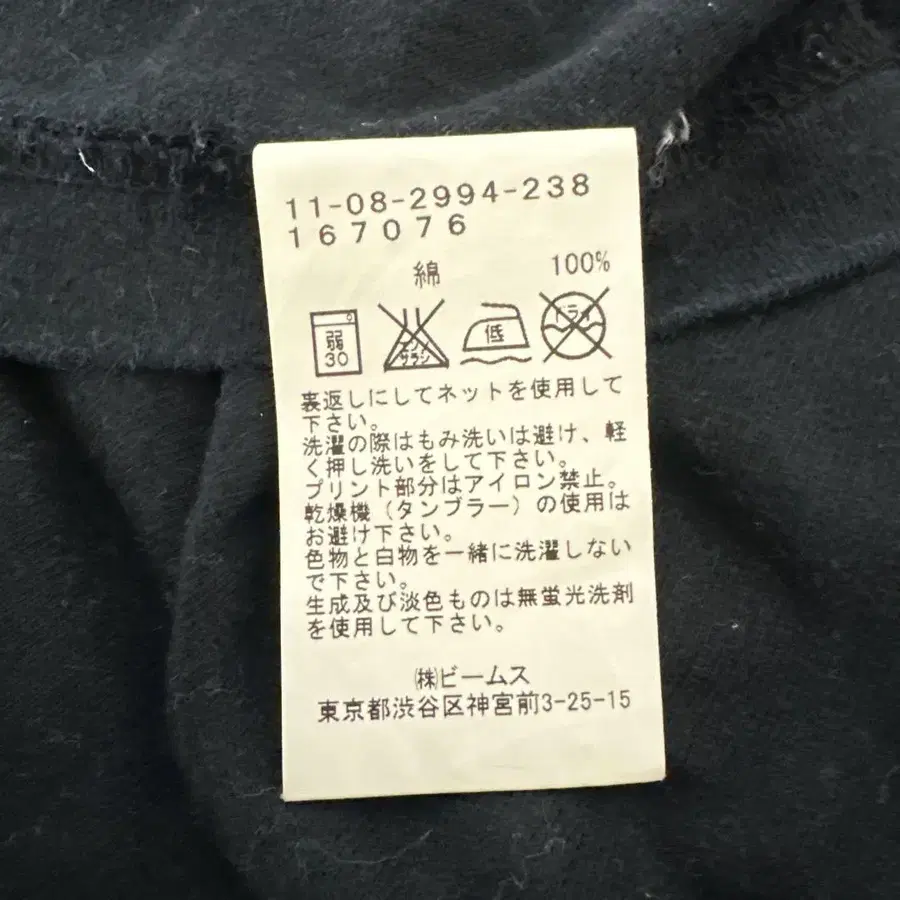 11-08-2994-238
167076
綿 100%
弱 30 エンソ サラシ 低 ドライ
裏返しにしてネットを使用して
下さい。
洗濯の際はもみ洗いは避け、軽
く押し洗いをして下さい。
プリント部分はアイロン禁止。
乾燥機(タンブラー)の使用は
お避け下さい。
色物と白物を一緒に洗濯しない
で下さい。
生成及び淡色ものは無蛍光洗剤
を使用して下さい。
㈱ビームス
東京都渋谷区神宮前3-25-15